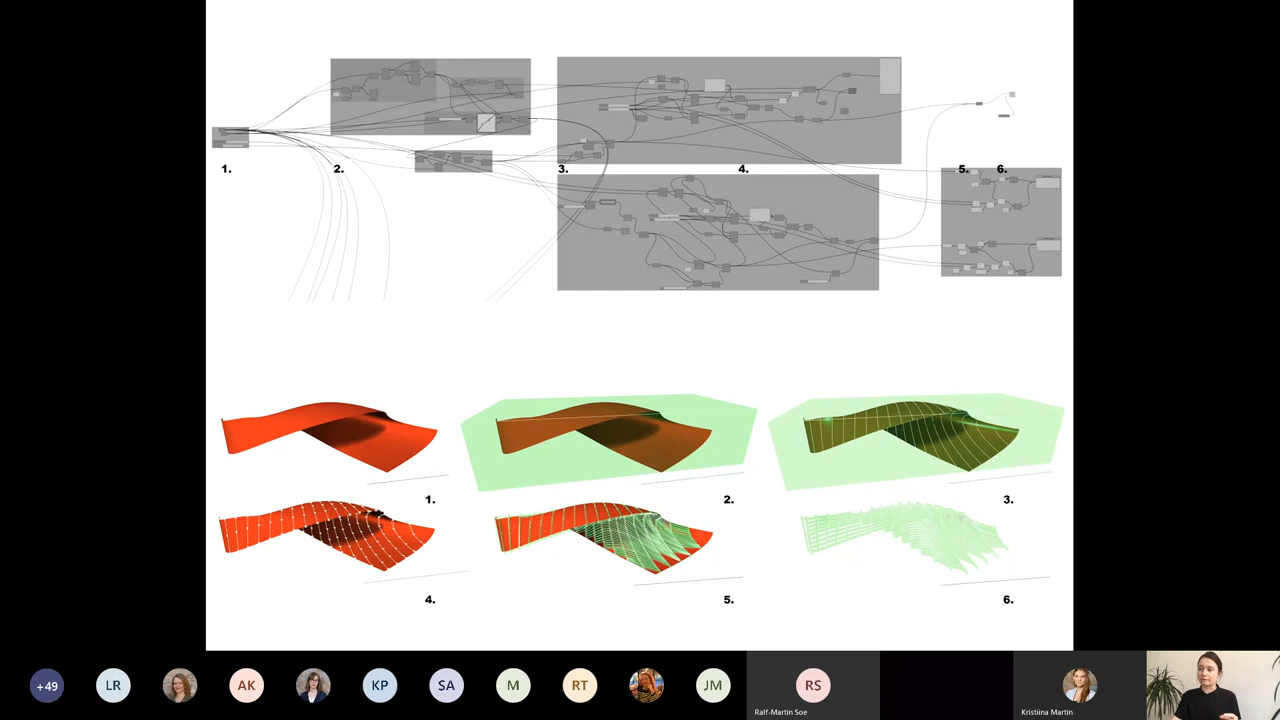 1.
2.
3.
4.
5.
6.
1.
2.
3.
4.
5.
6.
+49
LR
AK
KP
SA
M
RT
JM
RS
Ralf-Martin Soe
Kristiina Martin